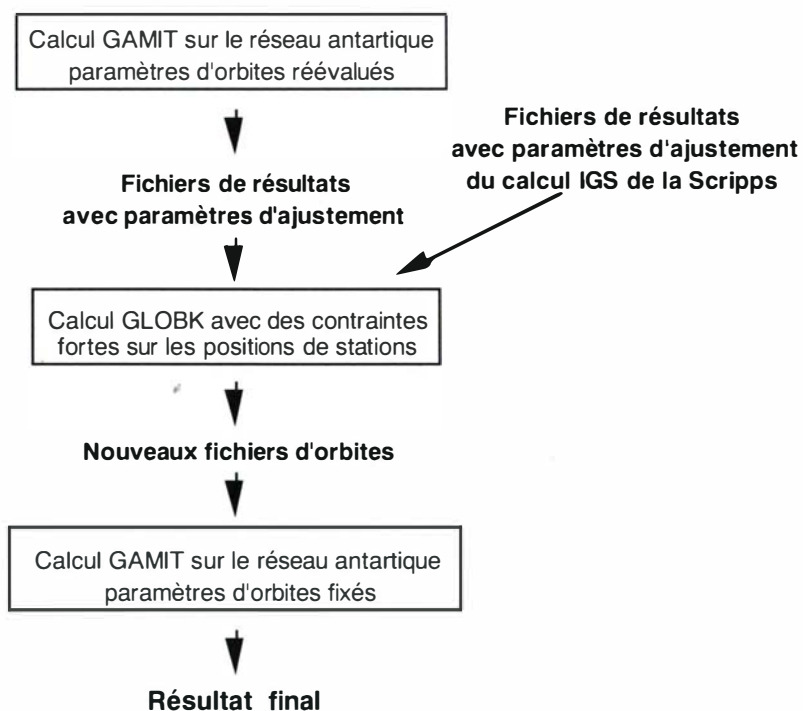 Calcul GAMIT sur le réseau antartique
paramètres d'orbites réévalués
Fichiers de résultats
avec paramètres d'ajustement
du calcul IGS de la Scripps
Fichiers de résultats
avec paramètres d'ajustement
Calcul GLOBK avec des contraintes
fortes sur les positions de stations
Nouveaux fichiers d'orbites
Calcul GAMIT sur le réseau antartique
paramètres d'orbites fixés
Résultat final